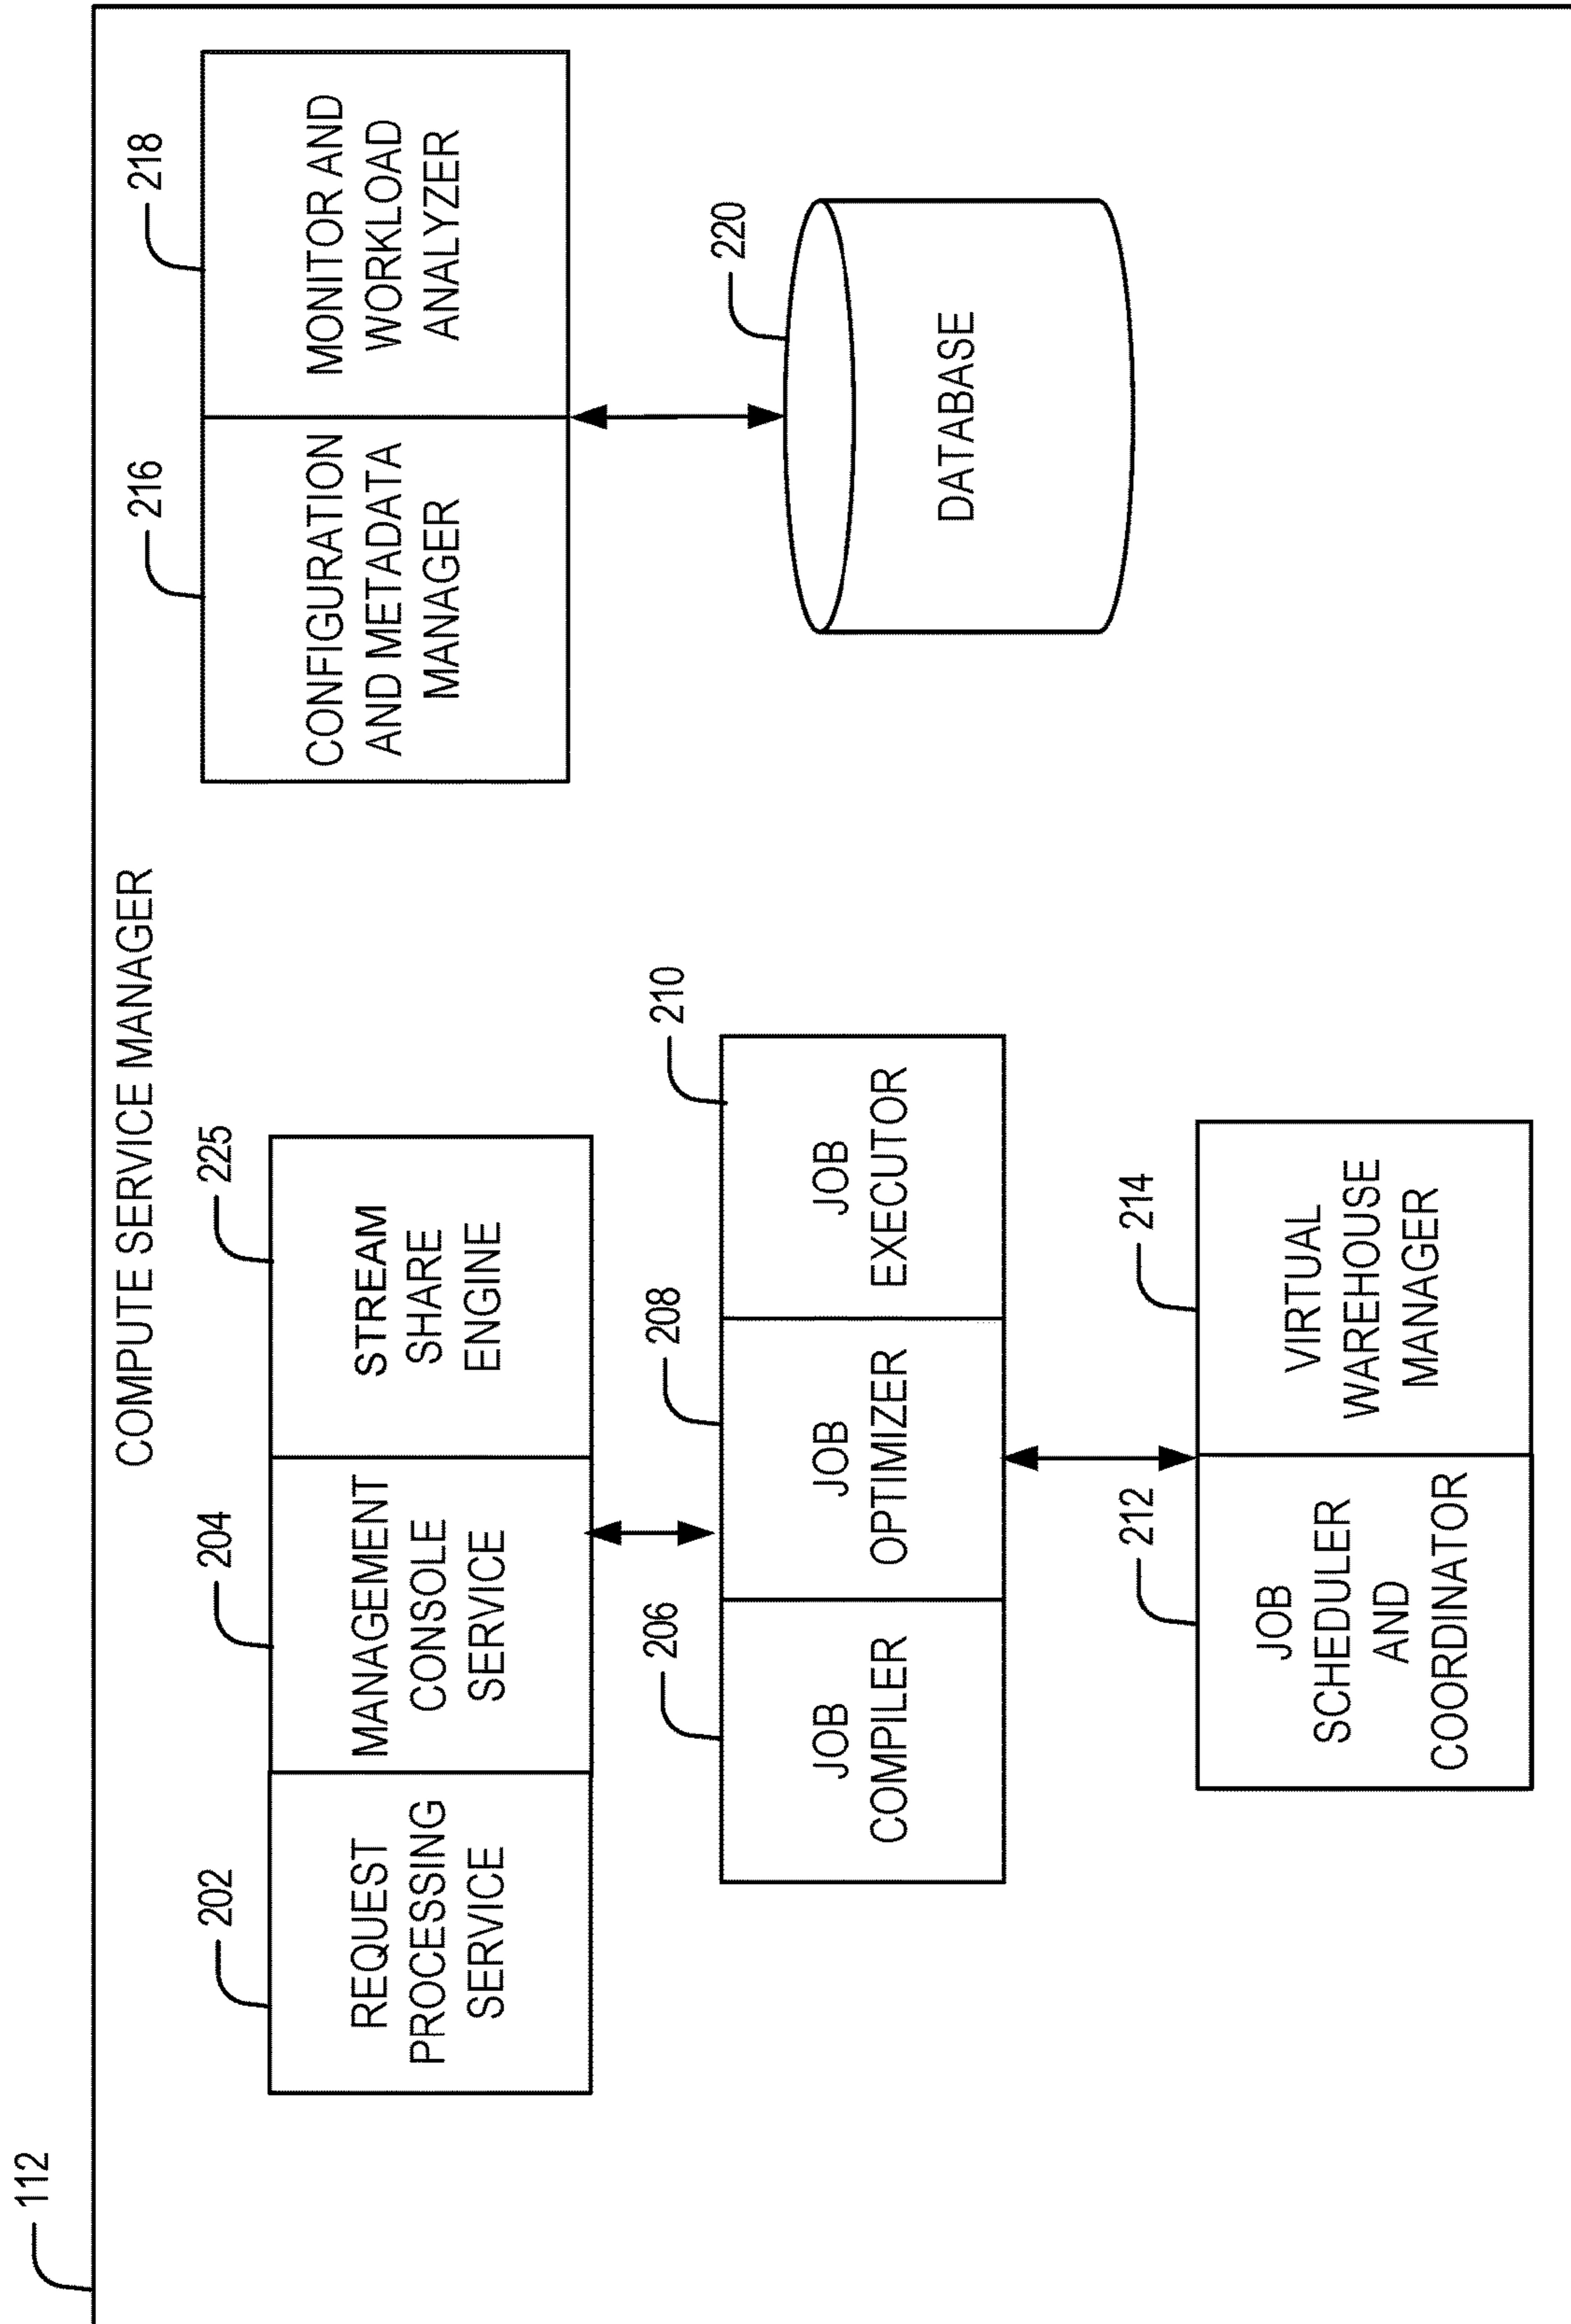 112
COMPUTE SERVICE MANAGER
202
REQUEST
PROCESSING
SERVICE
204
MANAGEMENT
CONSOLE
SERVICE
225
STREAM
SHARE
ENGINE
206
JOB
COMPILER
208
JOB
OPTIMIZER
210
JOB
EXECUTOR
212
JOB
SCHEDULER
AND
COORDINATOR
214
VIRTUAL
WAREHOUSE
MANAGER
216
CONFIGURATION
AND METADATA
MANAGER
218
MONITOR AND
WORKLOAD
ANALYZER
220
DATABASE